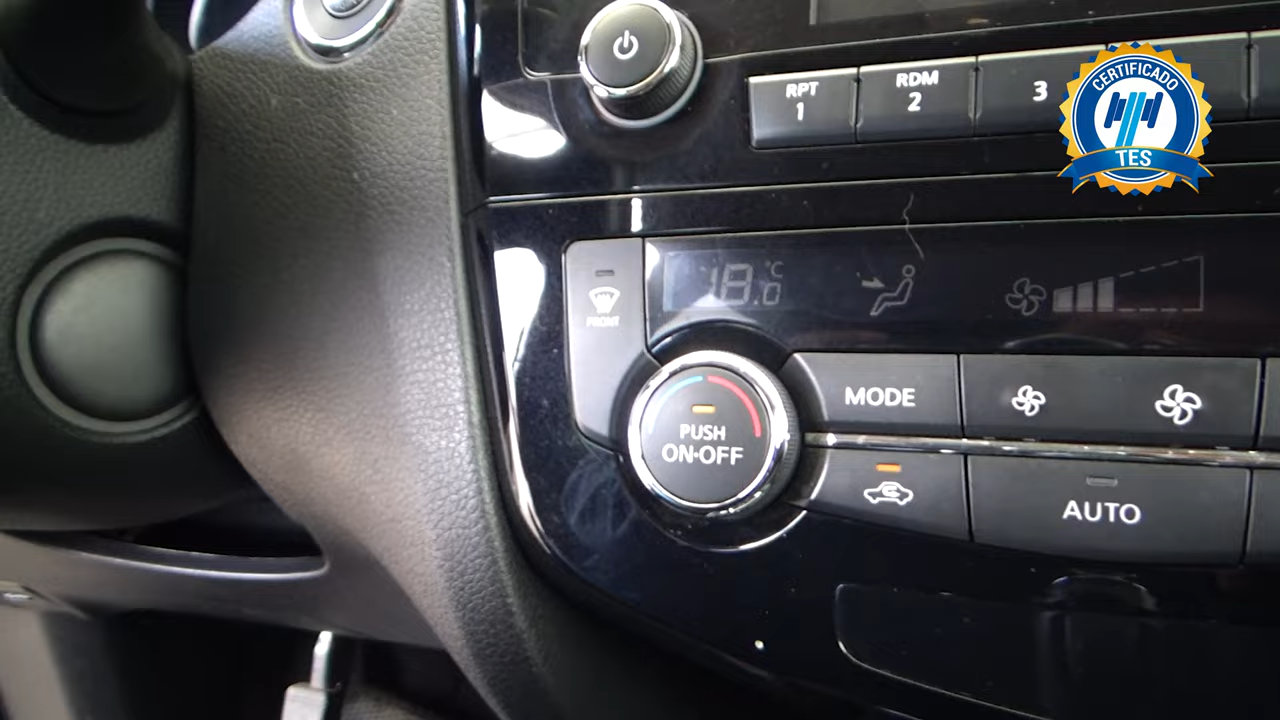 RPT
1
RDM
2
3
CERTIFICADO
TES
18.0 °C
FRONT
MODE
PUSH
ON•OFF
AUTO